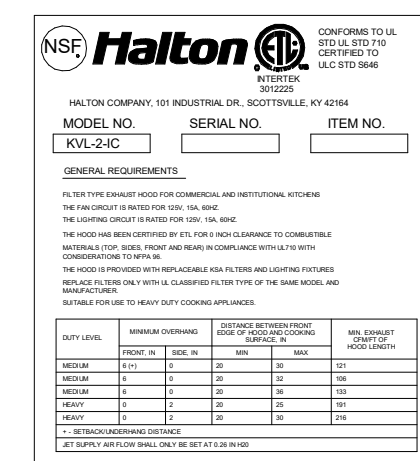 NSF
Halton
INTERTEK
3012225
CONFORMS TO UL
STD UL STD 710
CERTIFIED TO
ULC STD S646
HALTON COMPANY, 101 INDUSTRIAL DR., SCOTTSVILLE, KY 42164
MODEL NO. SERIAL NO. ITEM NO.
KVL-2-IC
GENERAL REQUIREMENTS
FILTER TYPE EXHAUST HOOD FOR COMMERCIAL AND INSTITUTIONAL KITCHENS
THE FAN CIRCUIT IS RATED FOR 125V, 15A, 60HZ.
THE LIGHTING CIRCUIT IS RATED FOR 125V, 15A, 60HZ.
THE HOOD HAS BEEN CERTIFIED BY ETL FOR 0 INCH CLEARANCE TO COMBUSTIBLE
MATERIALS (TOP, SIDES, FRONT AND REAR) IN COMPLIANCE WITH UL710 WITH
CONSIDERATIONS TO NFPA 96.
THE HOOD IS PROVIDED WITH REPLACEABLE KSA FILTERS AND LIGHTING FIXTURES
REPLACE FILTERS ONLY WITH UL CLASSIFIED FILTER TYPE OF THE SAME MODEL AND
MANUFACTURER.
SUITABLE FOR USE TO HEAVY DUTY COOKING APPLIANCES.
DUTY LEVEL MINIMUM OVERHANG DISTANCE BETWEEN FRONT EDGE OF HOOD AND COOKING SURFACE, IN MIN. EXHAUST CFM/FT OF HOOD LENGTH
FRONT, IN SIDE, IN MIN MAX
MEDIUM 6 (+) 0 20 30 121
MEDIUM 6 0 20 32 106
MEDIUM 6 0 20 36 133
HEAVY 0 2 20 25 191
HEAVY 0 2 20 30 216
+ - SETBACK/UNDERHANG DISTANCE
JET SUPPLY AIR FLOW SHALL ONLY BE SET AT 0.26 IN H20